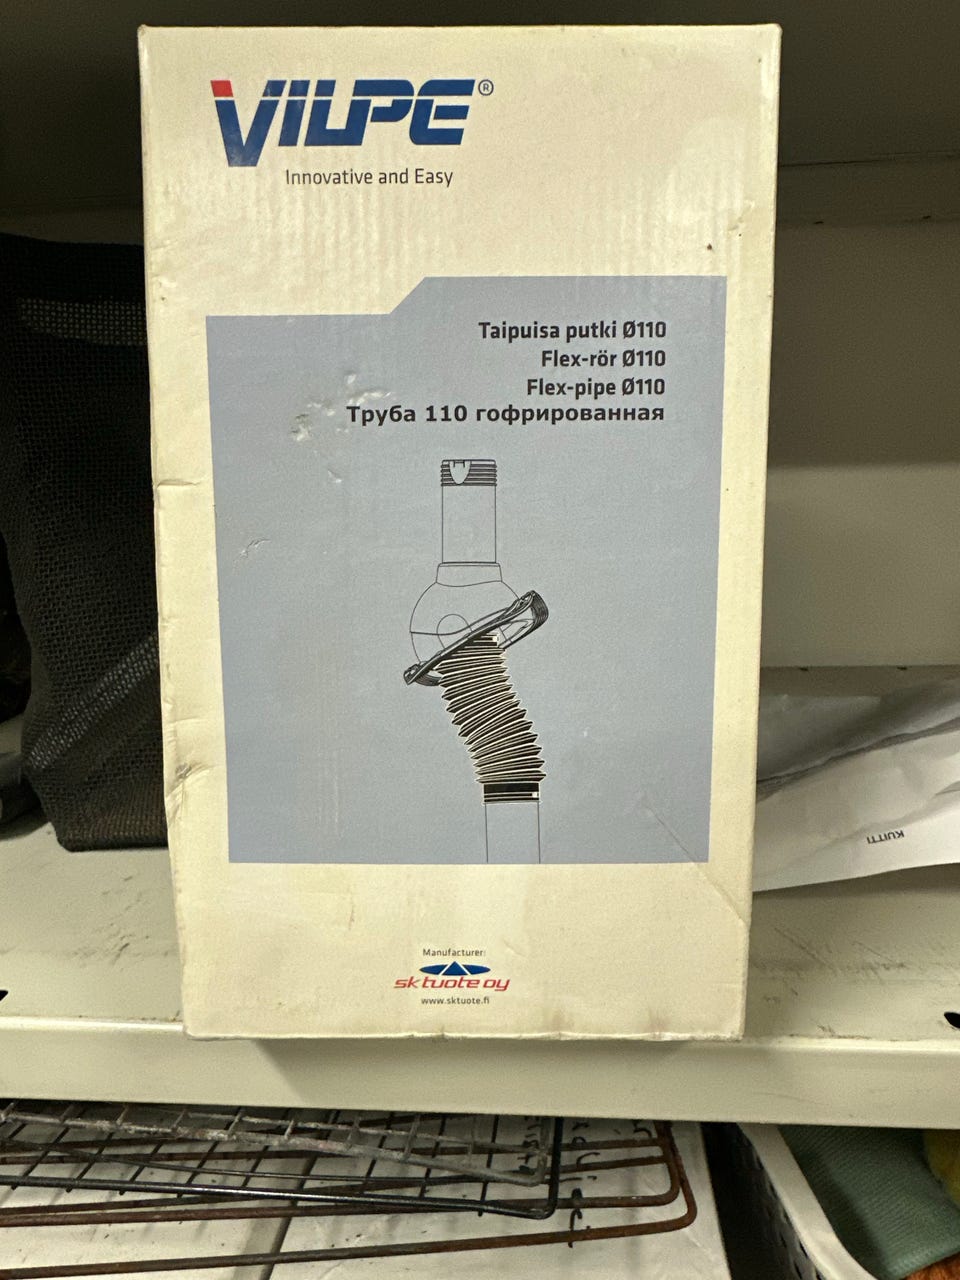 VILPE®
Innovative and Easy
Taipuisa putki Ø110
Flex-rör Ø110
Flex-pipe Ø110
Труба 110 гофрированная
Manufacturer:
sk tuote oy
www.sktuote.fi
KUITTI